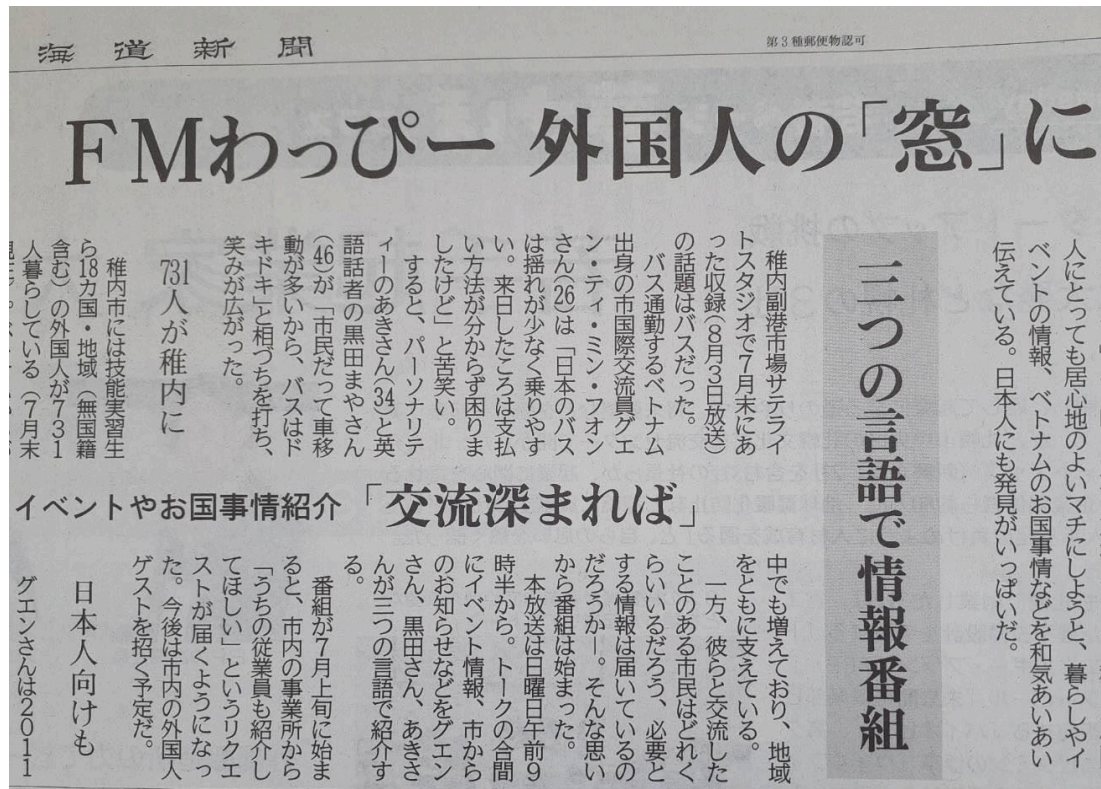 海道新聞
第3種郵便物認可
FMわっぴー 外国人の「窓」に
三つの言語で情報番組
イベントやお国事情紹介「交流深まれば」
人にとっても居心地のよいマチにしようと、暮らしやイ
ベントの情報、ベトナムのお国事情などを和気あいあい
伝えている。日本人にも発見がいっぱいだ。
稚内副港市場サテライ
トスタジオで7月末にあ
った収録(8月3日放送)
の話題はバスだった。
バス通勤するベトナム
出身の市国際交流員グエ
ン・ティ・ミン・フオン
さん(26)は「日本のバス
は揺れが少なく乗りやす
い。来日したころは支払
い方法が分からず困りま
したけど」と苦笑い。
すると、パーソナリテ
ィーのあきさん(34)と英
語話者の黒田まやさん
(46)が「市民だって車移
動が多いから、バスはド
キドキ」と相づちを打ち、
笑みが広がった。
731人が稚内に
稚内市には技能実習生
ら18カ国・地域(無国籍
含む)の外国人が731
人暮らしている(7月末
中でも増えており、地域
をともに支えている。
一方、彼らと交流した
ことのある市民はどれく
らいいるだろう、必要と
する情報は届いているの
だろうかー。そんな思い
から番組は始まった。
本放送は日曜日午前9
時半から。トークの合間
にイベント情報、市から
のお知らせなどをグエン
さん、黒田さん、あきさ
んが三つの言語で紹介す
る。
番組が7月上旬に始ま
ると、市内の事業所から
「うちの従業員も紹介し
てほしい」というリクエ
ストが届くようになっ
た。今後は市内の外国人
ゲストを招く予定だ。
日本人向けも
グエンさんは2011